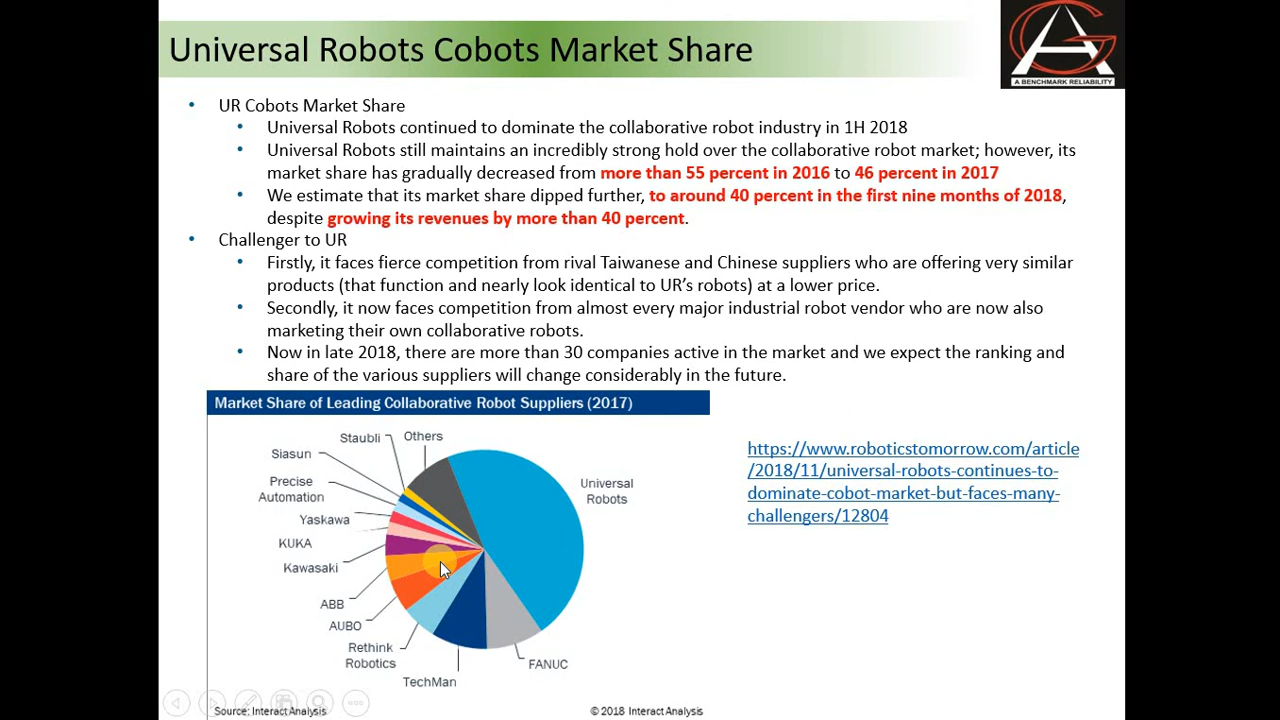 Universal Robots Cobots Market Share
A BENCHMARK RELIABILITY
• UR Cobots Market Share
• Universal Robots continued to dominate the collaborative robot industry in 1H 2018
• Universal Robots still maintains an incredibly strong hold over the collaborative robot market; however, its
market share has gradually decreased from more than 55 percent in 2016 to 46 percent in 2017
• We estimate that its market share dipped further, to around 40 percent in the first nine months of 2018,
despite growing its revenues by more than 40 percent.
• Challenger to UR
• Firstly, it faces fierce competition from rival Taiwanese and Chinese suppliers who are offering very similar
products (that function and nearly look identical to UR's robots) at a lower price.
• Secondly, it now faces competition from almost every major industrial robot vendor who are now also
marketing their own collaborative robots.
• Now in late 2018, there are more than 30 companies active in the market and we expect the ranking and
share of the various suppliers will change considerably in the future.
Market Share of Leading Collaborative Robot Suppliers (2017)
Staubli
Others
Siasun
Precise
Automation
Yaskawa
KUKA
Kawasaki
ABB
AUBO
Rethink
Robotics
TechMan
FANUC
Universal
Robots
https://www.roboticstomorrow.com/article
/2018/11/universal-robots-continues-to-
dominate-cobot-market-but-faces-many-
challengers/12804
Source: Interact Analysis
© 2018 Interact Analysis